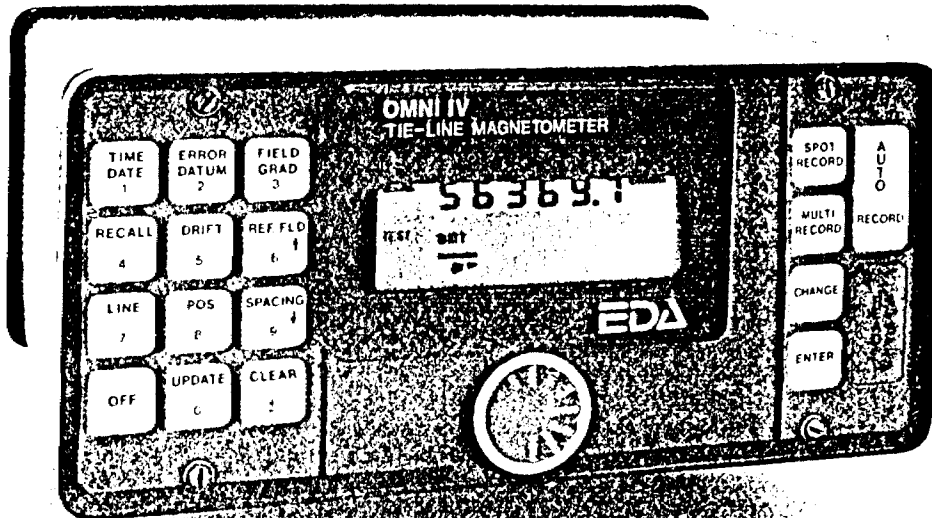 OMNI IV
TIE-LINE MAGNETOMETER
TIME
DATE
1
ERROR
DATUM
2
FIELD
GRAD
3
RECALL
4
DRIFT
5
REF FLD
6
LINE
7
POS
8
SPACING
9
OFF
UPDATE
0
CLEAR
56369.1
TEST
BAT
EDA
SPOT
RECORD
MULTI
RECORD
AUTO
RECORD
CHANGE
ENTER